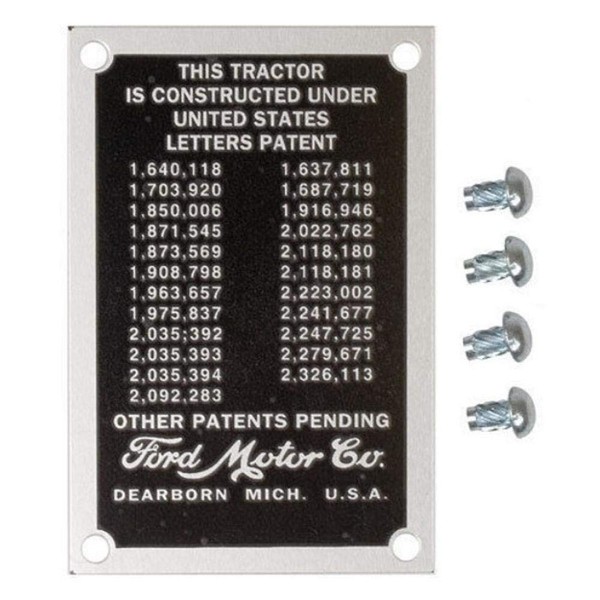 THIS TRACTOR
IS CONSTRUCTED UNDER
UNITED STATES
LETTERS PATENT
1,640,118 1,637,811
1,703,920 1,687,719
1,850,006 1,916,946
1,871,545 2,022,762
1,873,569 2,118,180
1,908,798 2,118,181
1,963,657 2,223,002
1,975,837 2,241,677
2,035;392 2,247,725
2,035,393 2,279,671
2,035,394 2,326,113
2,092,283
OTHER PATENTS PENDING
Ford Motor Co.
DEARBORN MICH. U.S.A.